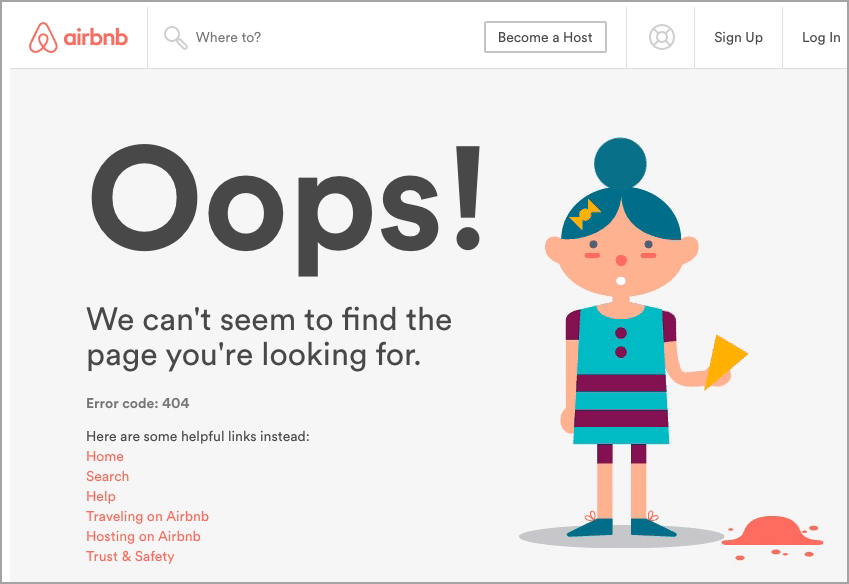 airbnb
Where to?
Become a Host
Sign Up
Log In
Oops!
We can't seem to find the
page you're looking for.
Error code: 404
Here are some helpful links instead:
Home
Search
Help
Traveling on Airbnb
Hosting on Airbnb
Trust & Safety